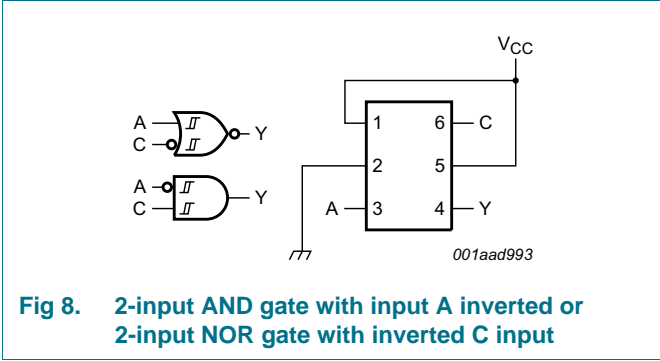 VCC
A
C
Y
A
C
Y
1
6
C
2
5
A
3
4
Y
001aad993
Fig 8. 2-input AND gate with input A inverted or
2-input NOR gate with inverted C input